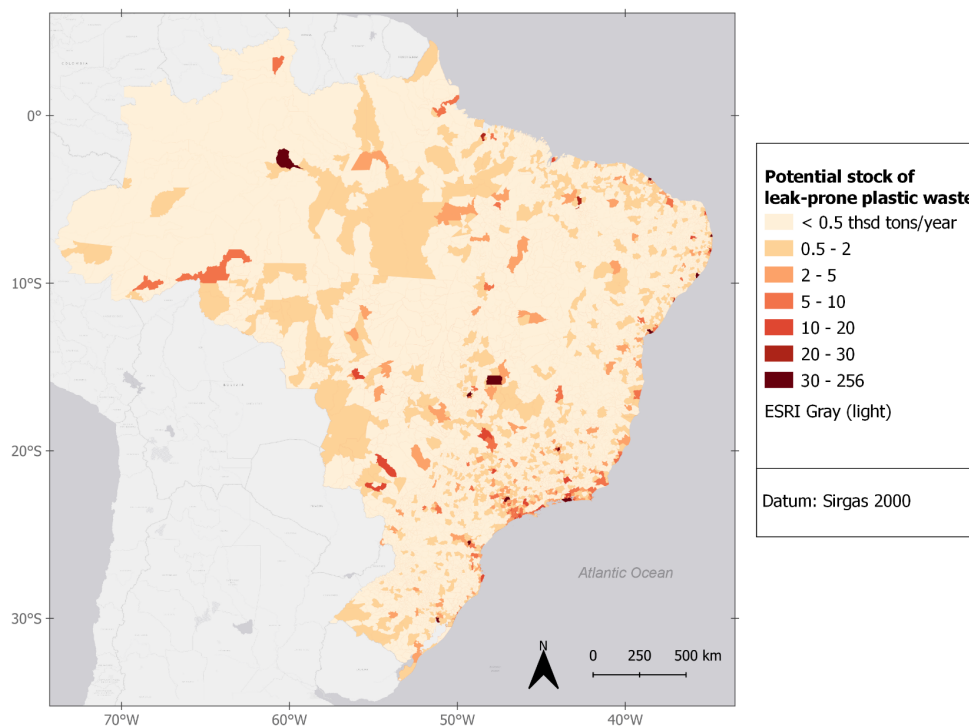 0°
10°S
20°S
30°S
70°W
60°W
50°W
40°W
Atlantic Ocean
N
0 250 500 km
Potential stock of
leak-prone plastic waste
< 0.5 thsd tons/year
0.5 - 2
2 - 5
5 - 10
10 - 20
20 - 30
30 - 256
ESRI Gray (light)
Datum: Sirgas 2000